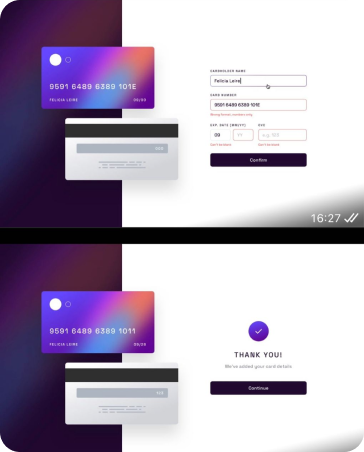 9591 6489 6389 101E
FELICIA LEIRE 09/00
000
CARDHOLDER NAME
Felicia Leire
CARD NUMBER
9591 6489 6389 101E
Wrong format, numbers only
EXP. DATE (MM/YY) CVC
09 YY e.g. 123
Can't be blank Can't be blank
Confirm
16:27
9591 6489 6389 1011
FELICIA LEIRE 09/00
THANK YOU!
We've added your card details
Continue